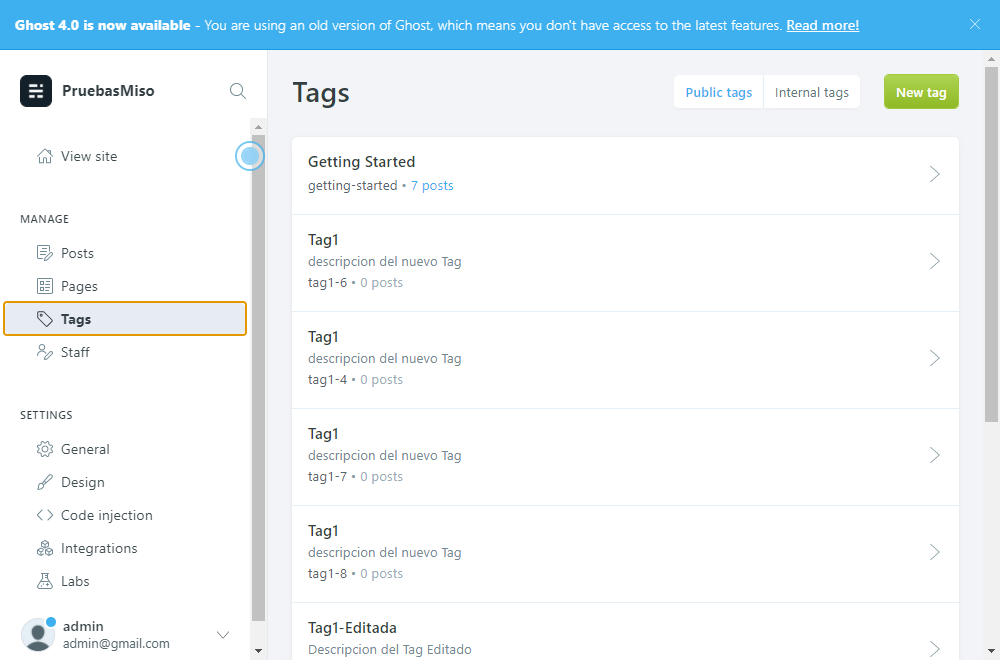 Ghost 4.0 is now available - You are using an old version of Ghost, which means you don't have access to the latest features. Read more!
PruebasMiso
View site
MANAGE
Posts
Pages
Tags
Staff
SETTINGS
General
Design
Code injection
Integrations
Labs
admin
admin@gmail.com
Tags
Public tags
Internal tags
New tag
Getting Started
getting-started • 7 posts
Tag1
descripcion del nuevo Tag
tag1-6 • 0 posts
Tag1
descripcion del nuevo Tag
tag1-4 • 0 posts
Tag1
descripcion del nuevo Tag
tag1-7 • 0 posts
Tag1
descripcion del nuevo Tag
tag1-8 • 0 posts
Tag1-Editada
Descripcion del Tag Editado